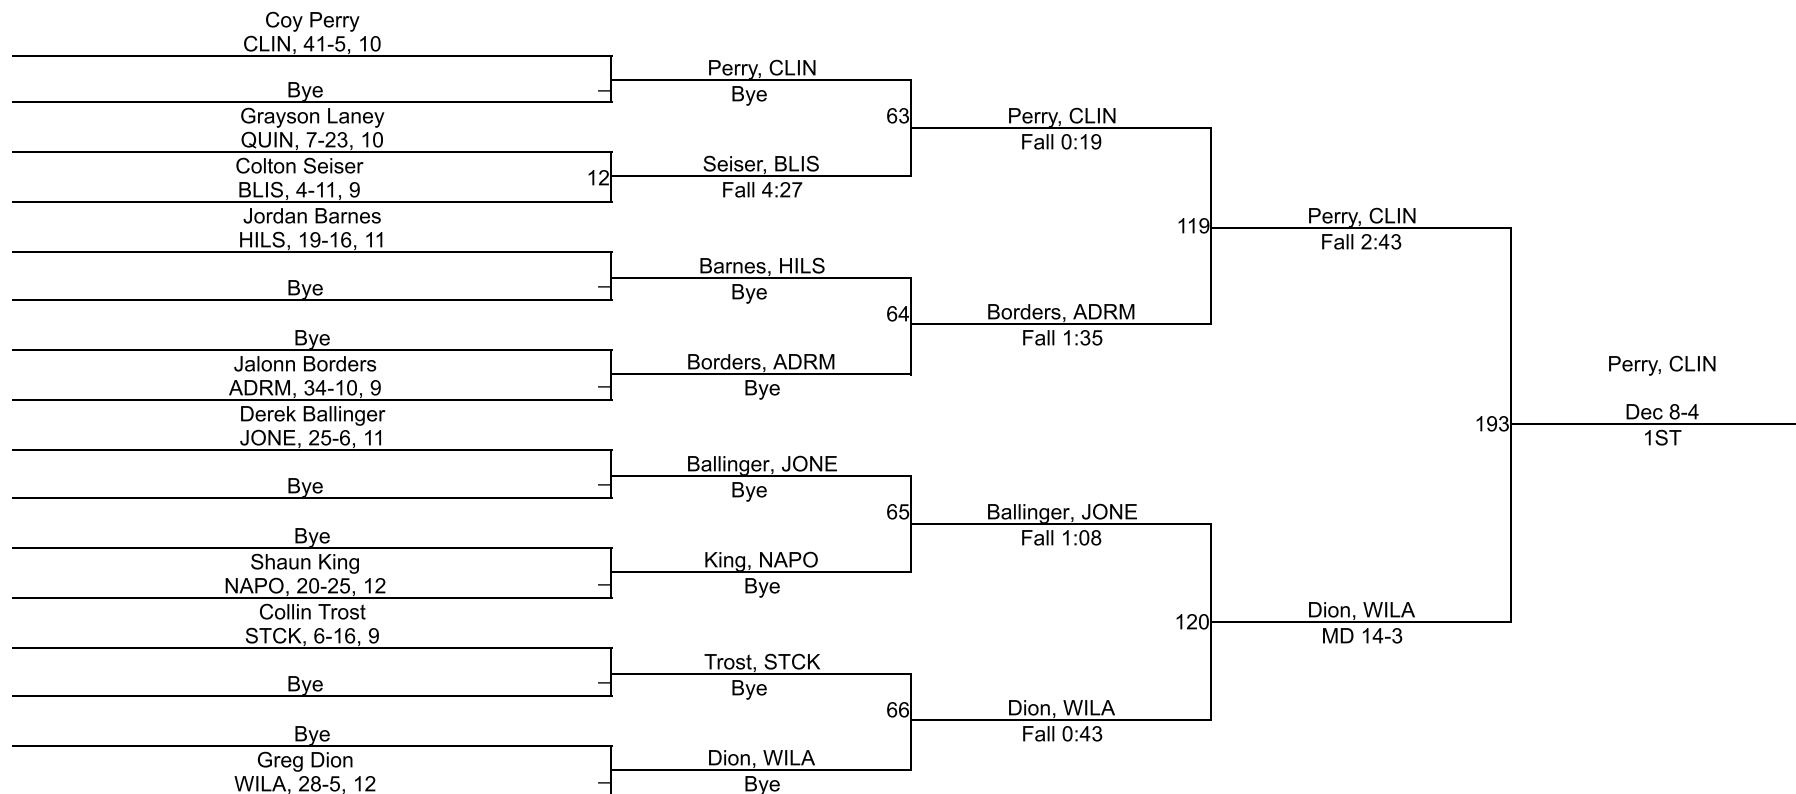 Coy Perry
CLIN, 41-5, 10
Bye
Grayson Laney
QUIN, 7-23, 10
Colton Seiser
BLIS, 4-11, 9
Jordan Barnes
HILS, 19-16, 11
Bye
Bye
Jalonn Borders
ADRM, 34-10, 9
Derek Ballinger
JONE, 25-6, 11
Bye
Bye
Shaun King
NAPO, 20-25, 12
Collin Trost
STCK, 6-16, 9
Bye
Bye
Greg Dion
WILA, 28-5, 12
12
Perry, CLIN
Bye
Seiser, BLIS
Fall 4:27
Barnes, HILS
Bye
Borders, ADRM
Bye
Ballinger, JONE
Bye
King, NAPO
Bye
Trost, STCK
Bye
Dion, WILA
Bye
63
64
65
66
Perry, CLIN
Fall 0:19
Borders, ADRM
Fall 1:35
Ballinger, JONE
Fall 1:08
Dion, WILA
Fall 0:43
119
120
Perry, CLIN
Fall 2:43
Dion, WILA
MD 14-3
193
Perry, CLIN
Dec 8-4
1ST